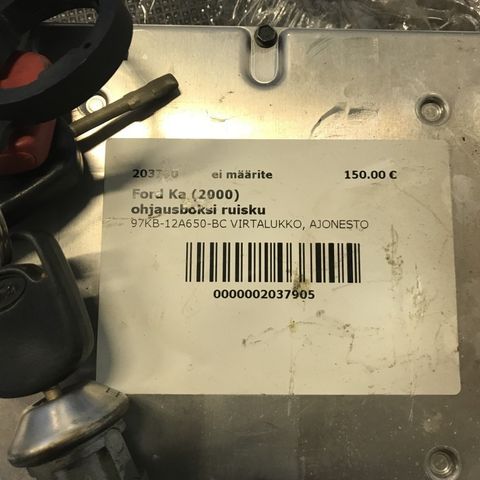 ei määrite 150.00 €
Ford Ka (2000)
ohjausboksi ruisku
97KB-12A650-BC VIRTALUKKO, AJONESTO
0000002037905